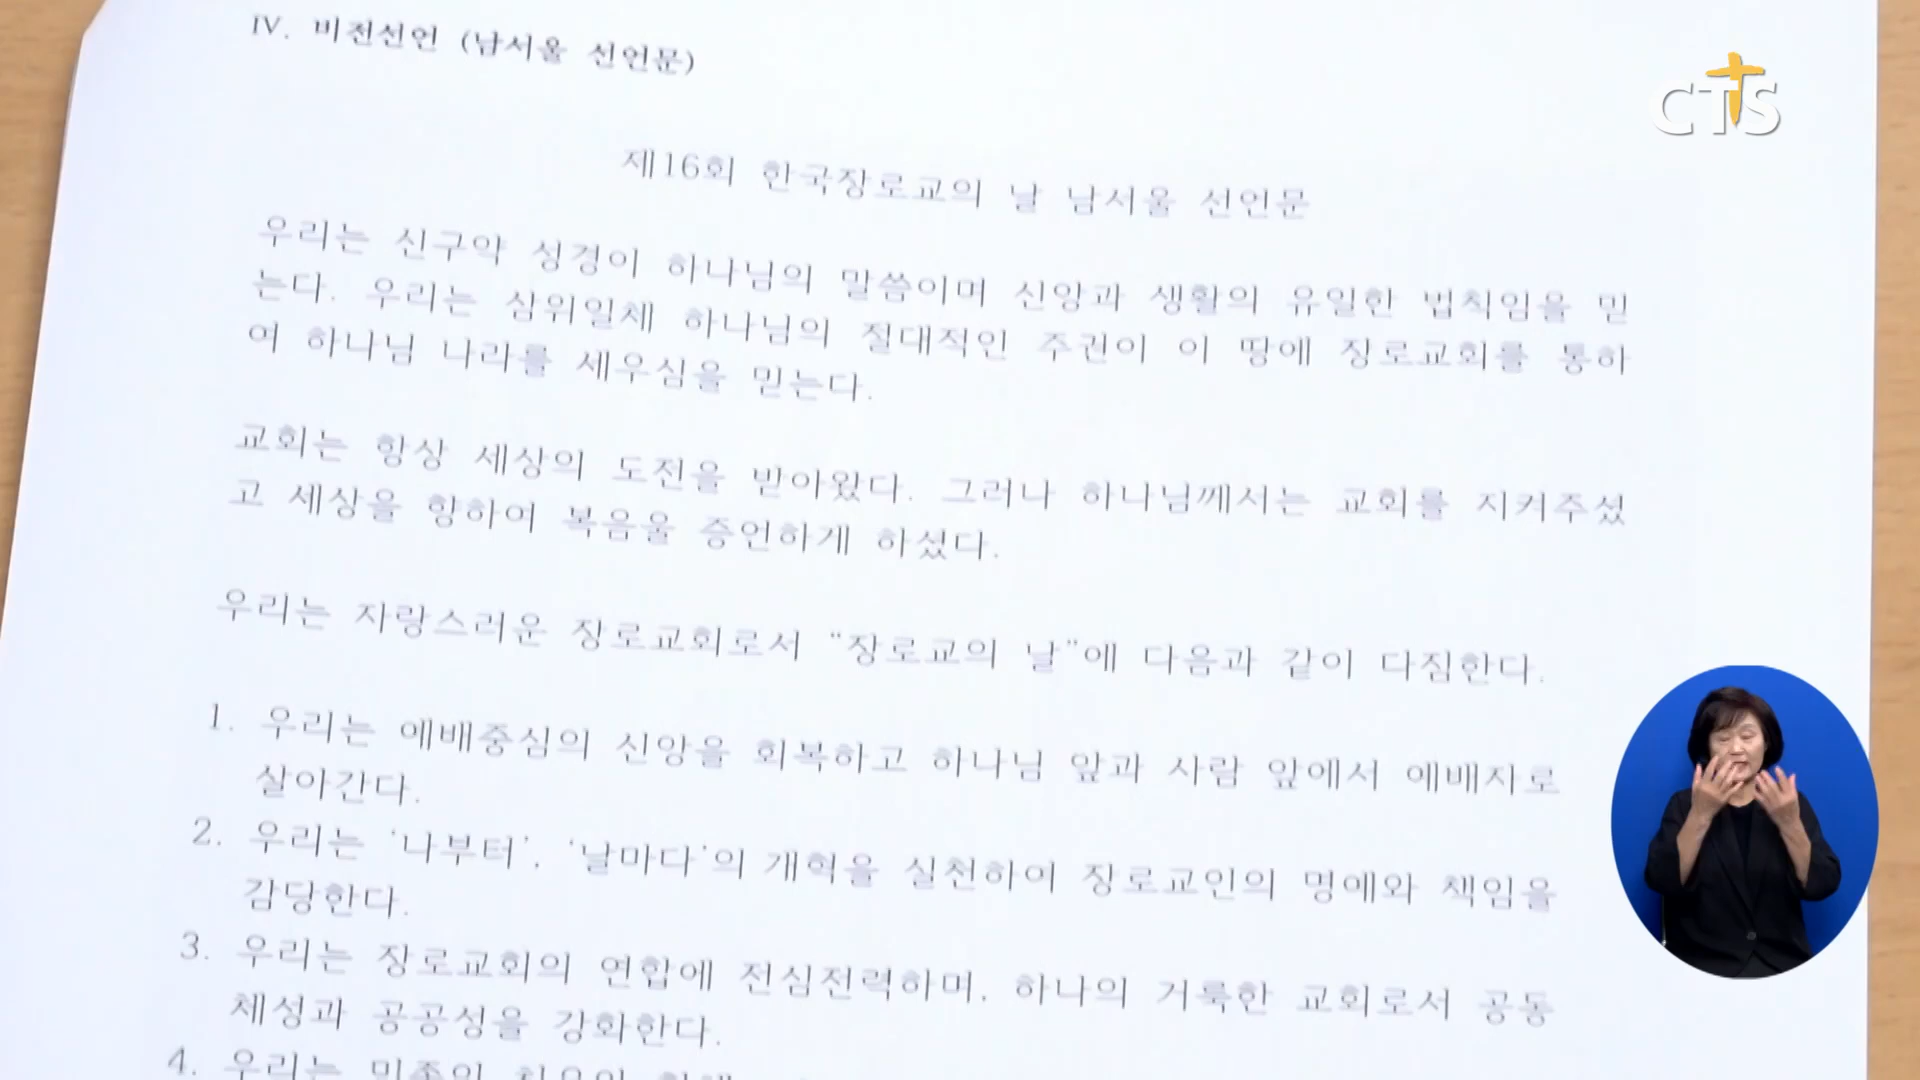 IV. 비전선언 (남서울 선언문)
CTS
제16회 한국장로교의 날 남서울 선언문
우리는 신구약 성경이 하나님의 말씀이며 신앙과 생활의 유일한 법칙임을 믿
는다. 우리는 삼위일체 하나님의 절대적인 주권이 이 땅에 장로교회를 통하
여 하나님 나라를 세우심을 믿는다.
교회는 항상 세상의 도전을 받아왔다. 그러나 하나님께서는 교회를 지켜주셨
고 세상을 향하여 복음울 증언하게 하셨다.
우리는 자랑스러운 장로교회로서 “장로교의 날”에 다음과 같이 다짐한다.
1. 우리는 예배중심의 신앙을 회복하고 하나님 앞과 사람 앞에서 예배자로
살아간다.
2. 우리는 ‘나부터’, ‘날마다’의 개혁을 실천하여 장로교인의 명예와 책임을
감당한다.
3. 우리는 장로교회의 연합에 전심전력하며, 하나의 거룩한 교회로서 공동
체성과 공공성을 강화한다.
4. 우리는 민족의